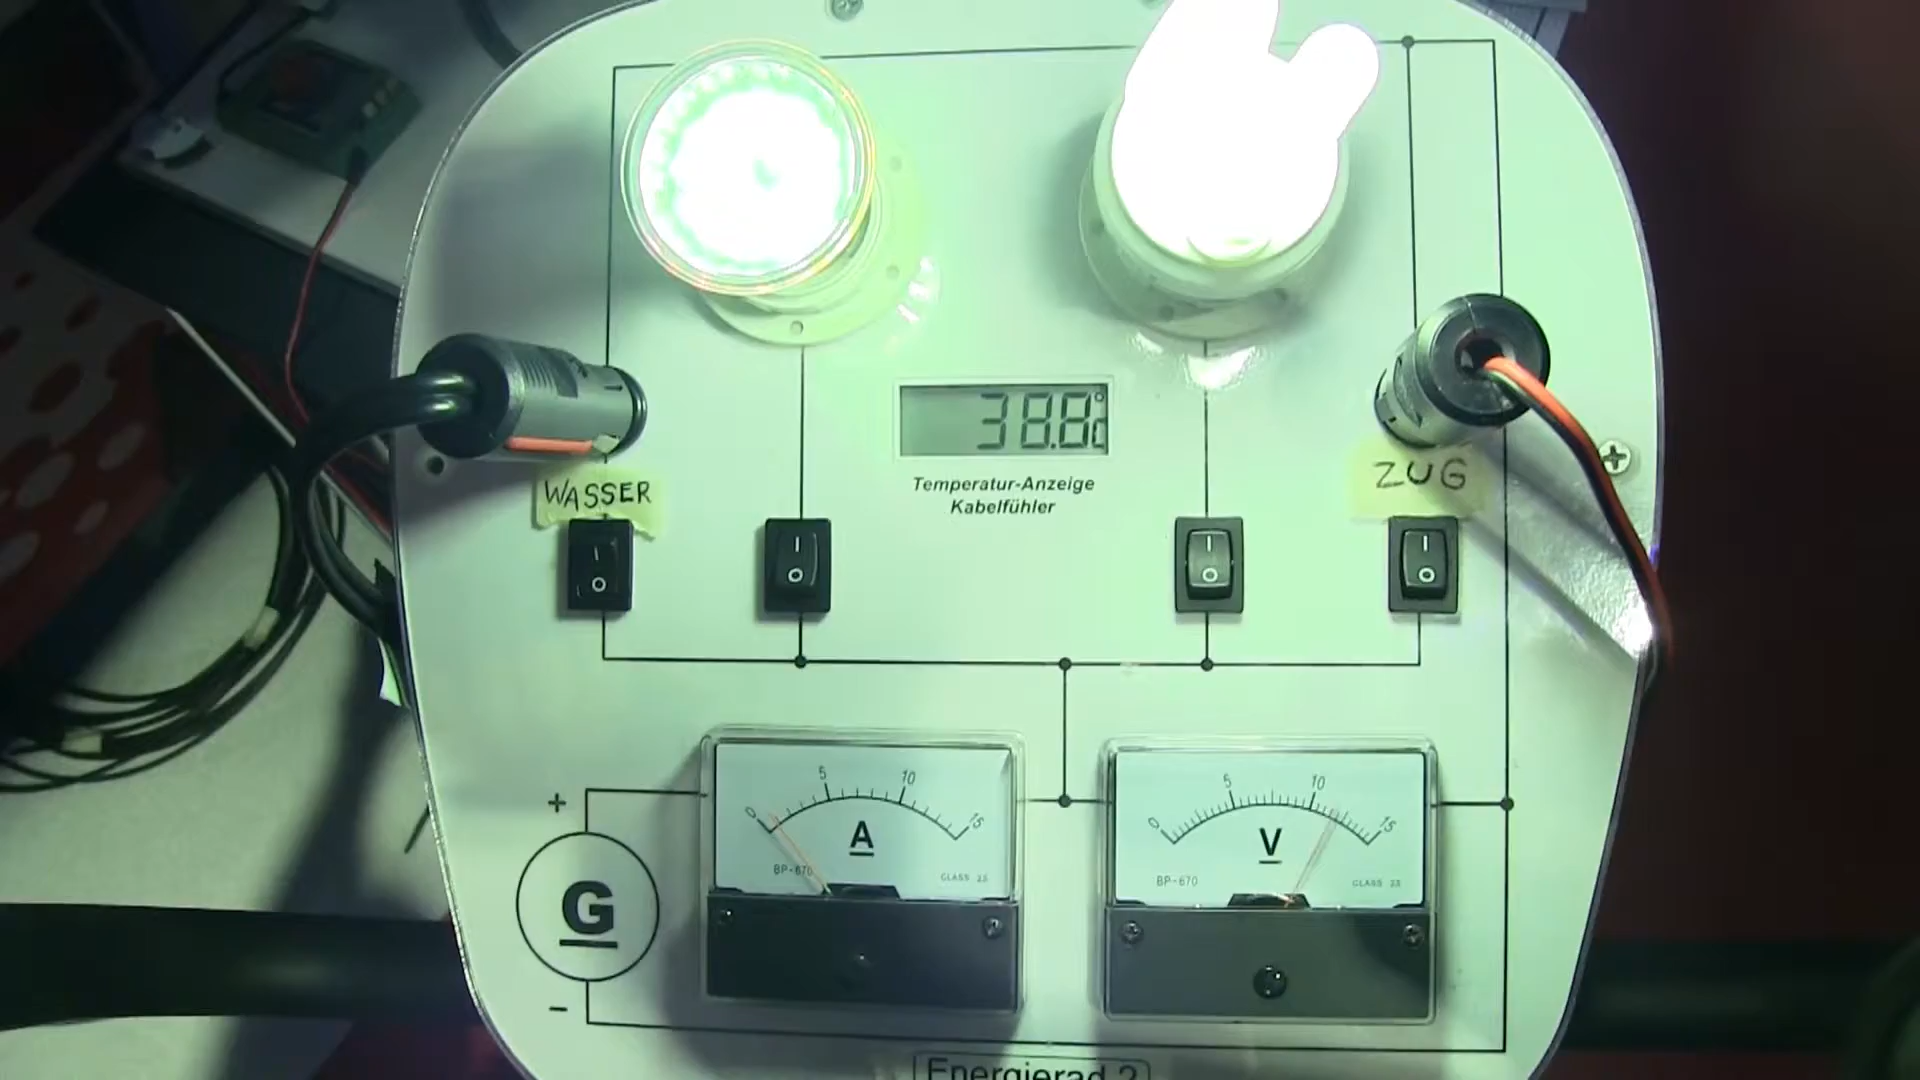 38.8°C
Temperatur-Anzeige
Kabelfühler
WASSER
ZUG
I
O
I
O
I
O
I
O
+
G
−
0 5 10 15
A
BP-670
CLASS 2.5
0 5 10 15
V
BP-670
CLASS 2.5
Energierad 2